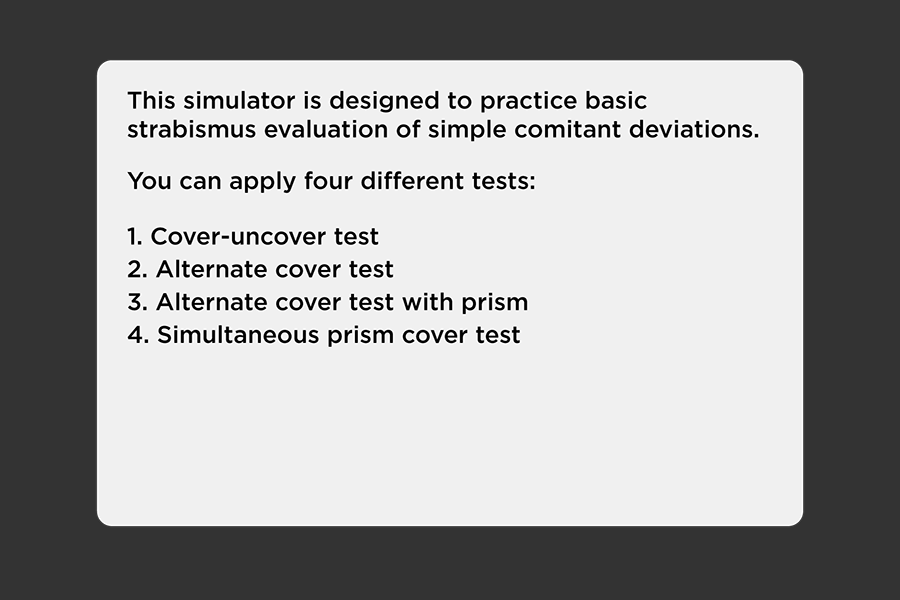 This simulator is designed to practice basic
strabismus evaluation of simple comitant deviations.
You can apply four different tests:
1. Cover-uncover test
2. Alternate cover test
3. Alternate cover test with prism
4. Simultaneous prism cover test